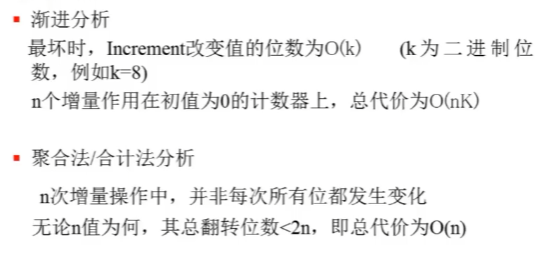 渐进分析
最坏时，Increment改变值的位数为O(k) (k为二进制位
数，例如k=8)
n个增量作用在初值为0的计数器上，总代价为O(nK)
聚合法/合计法分析
n次增量操作中，并非每次所有位都发生变化
无论n值为何，其总翻转位数<2n，即总代价为O(n)